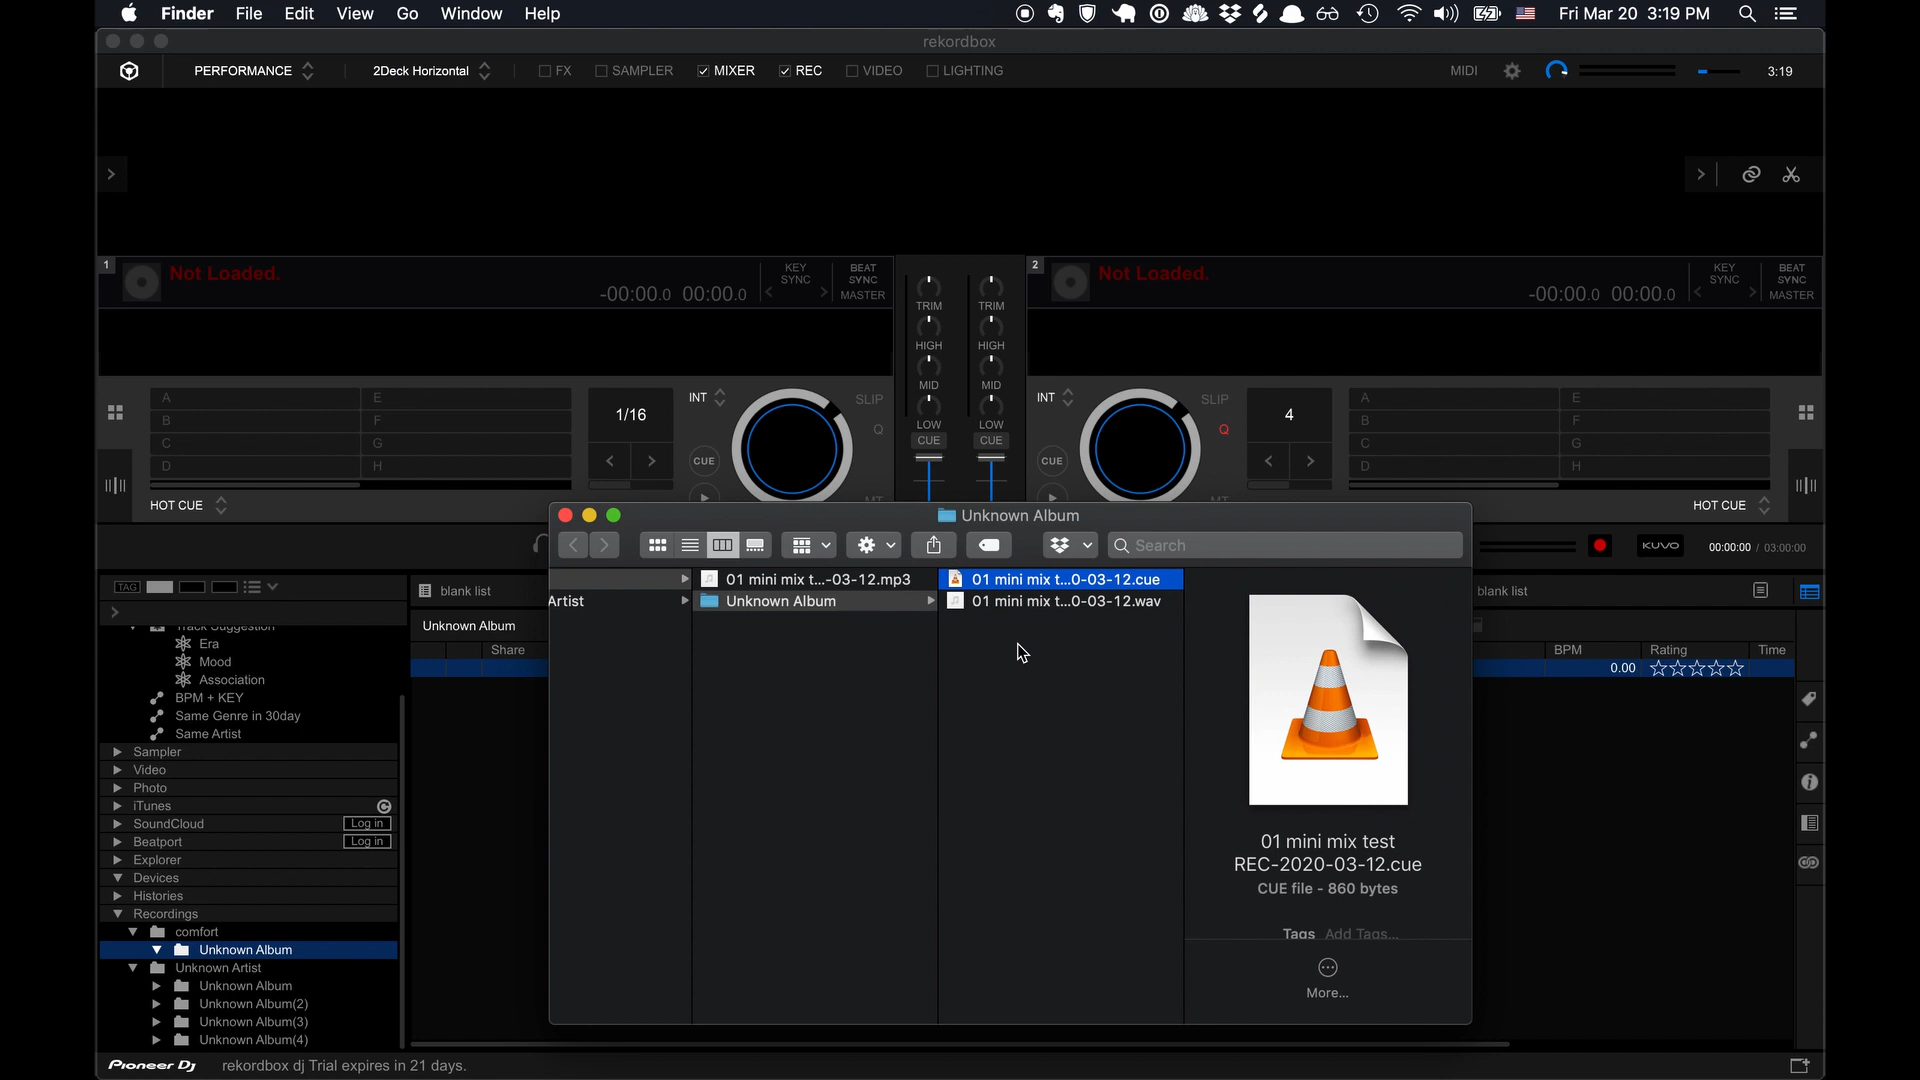 Finder File Edit View Go Window Help
Fri Mar 20 3:19 PM
rekordbox
PERFORMANCE 2Deck Horizontal FX SAMPLER MIXER REC VIDEO LIGHTING MIDI 3:19
1 Not Loaded. -00:00.0 00:00.0 KEY SYNC BEAT SYNC MASTER
2 Not Loaded. -00:00.0 00:00.0 KEY SYNC BEAT SYNC MASTER
TRIM TRIM
HIGH HIGH
MID MID
LOW LOW
CUE CUE
A E
B F
C G
D H
HOT CUE
1/16
INT SLIP
Q
CUE
MT
INT SLIP
Q
CUE
MT
4
A E
B F
C G
D H
HOT CUE
KUVO 00:00:00 / 03:00:00
Unknown Album
Search
Artist
01 mini mix t...-03-12.mp3
Unknown Album
01 mini mix t...0-03-12.cue
01 mini mix t...0-03-12.wav
01 mini mix test
REC-2020-03-12.cue
CUE file - 860 bytes
Tags Add Tags...
More...
TAG
blank list
Unknown Album
Share
blank list
BPM Rating Time
0.00
Track Suggestion
Era
Mood
Association
BPM + KEY
Same Genre in 30day
Same Artist
Sampler
Video
Photo
iTunes
SoundCloud Log in
Beatport Log in
Explorer
Devices
Histories
Recordings
comfort
Unknown Album
Unknown Artist
Unknown Album
Unknown Album(2)
Unknown Album(3)
Unknown Album(4)
Pioneer Dj rekordbox dj Trial expires in 21 days.